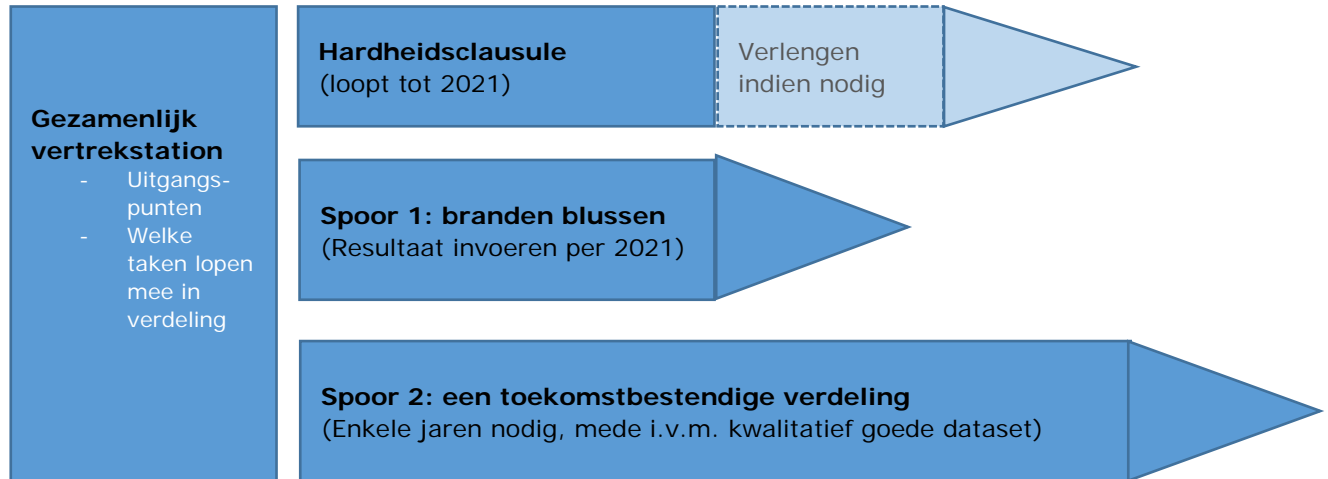 Gezamenlijk
vertrekstation
- Uitgangs-
punten
- Welke
taken lopen
mee in
verdeling
Hardheidsclausule
(loopt tot 2021)
Verlengen
indien nodig
Spoor 1: branden blussen
(Resultaat invoeren per 2021)
Spoor 2: een toekomstbestendige verdeling
(Enkele jaren nodig, mede i.v.m. kwalitatief goede dataset)